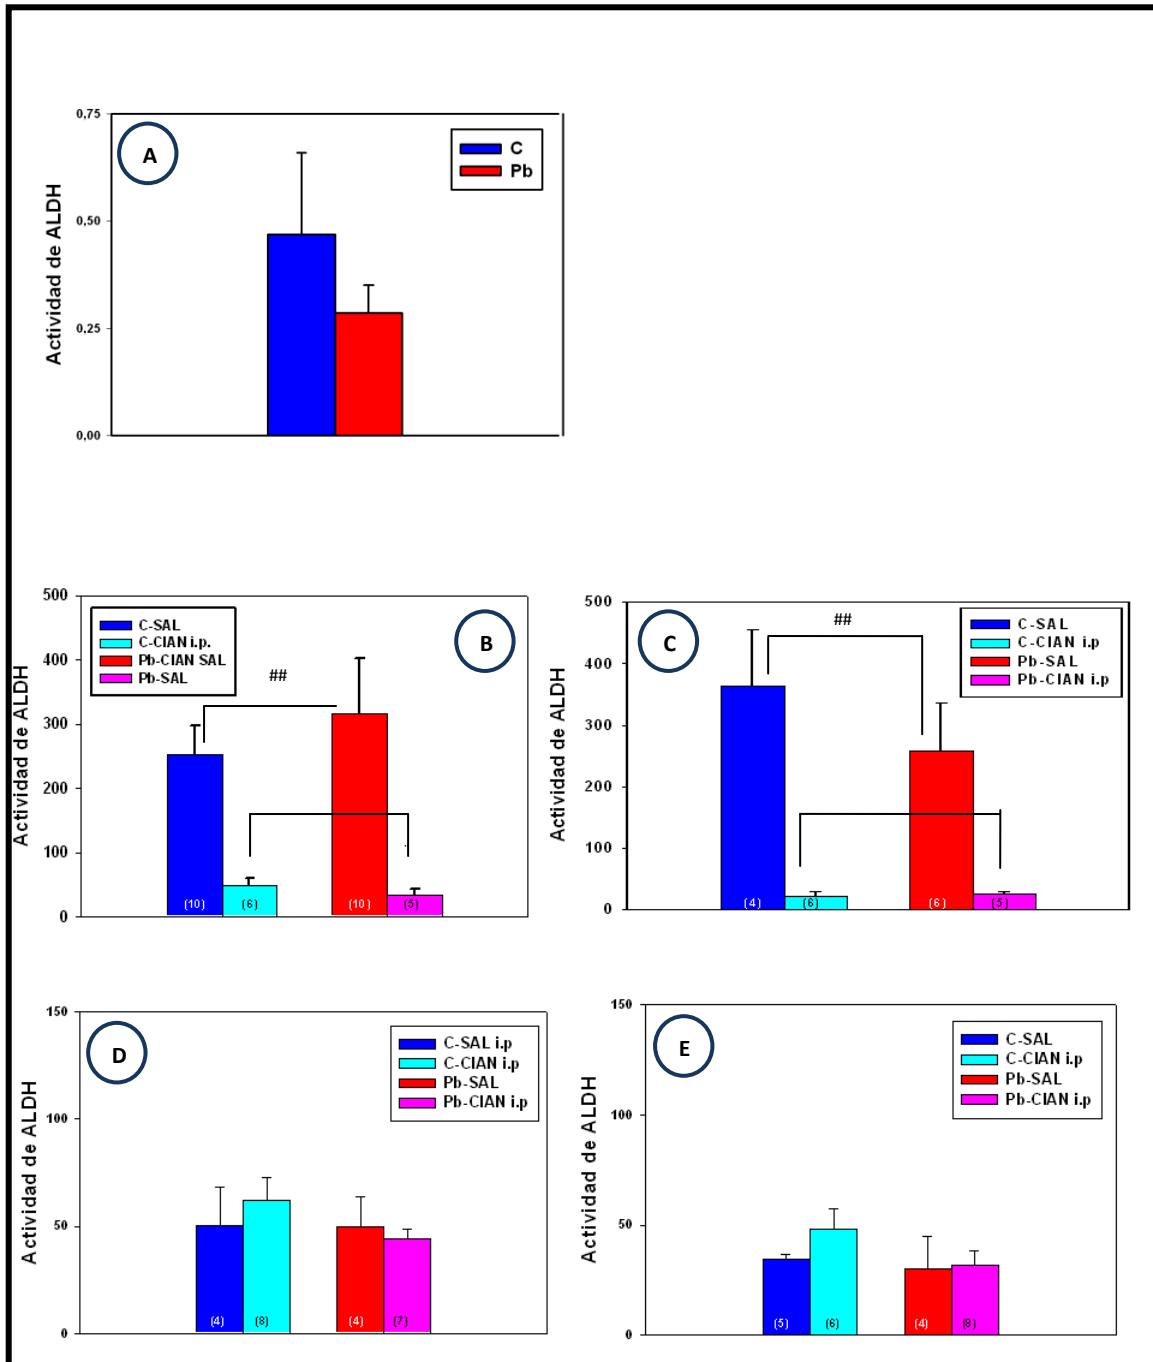 A
C
Pb
Actividad de ALDH
0,75
0,50
0,25
0,00
B
C-SAL
C-CIAN i.p.
Pb-CIAN SAL
Pb-SAL
##
Actividad de ALDH
500
400
300
200
100
0
(10)
(6)
(10)
(5)
C
C-SAL
C-CIAN i.p
Pb-SAL
Pb-CIAN i.p
##
Actividad de ALDH
500
400
300
200
100
0
(4)
(6)
(6)
(5)
D
C-SAL i.p
C-CIAN i.p
Pb-SAL
Pb-CIAN i.p
Actividad de ALDH
150
100
50
0
(4)
(8)
(4)
(7)
E
C-SAL
C-CIAN i.p
Pb-SAL
Pb-CIAN i.p
Actividad de ALDH
150
100
50
0
(5)
(6)
(4)
(8)